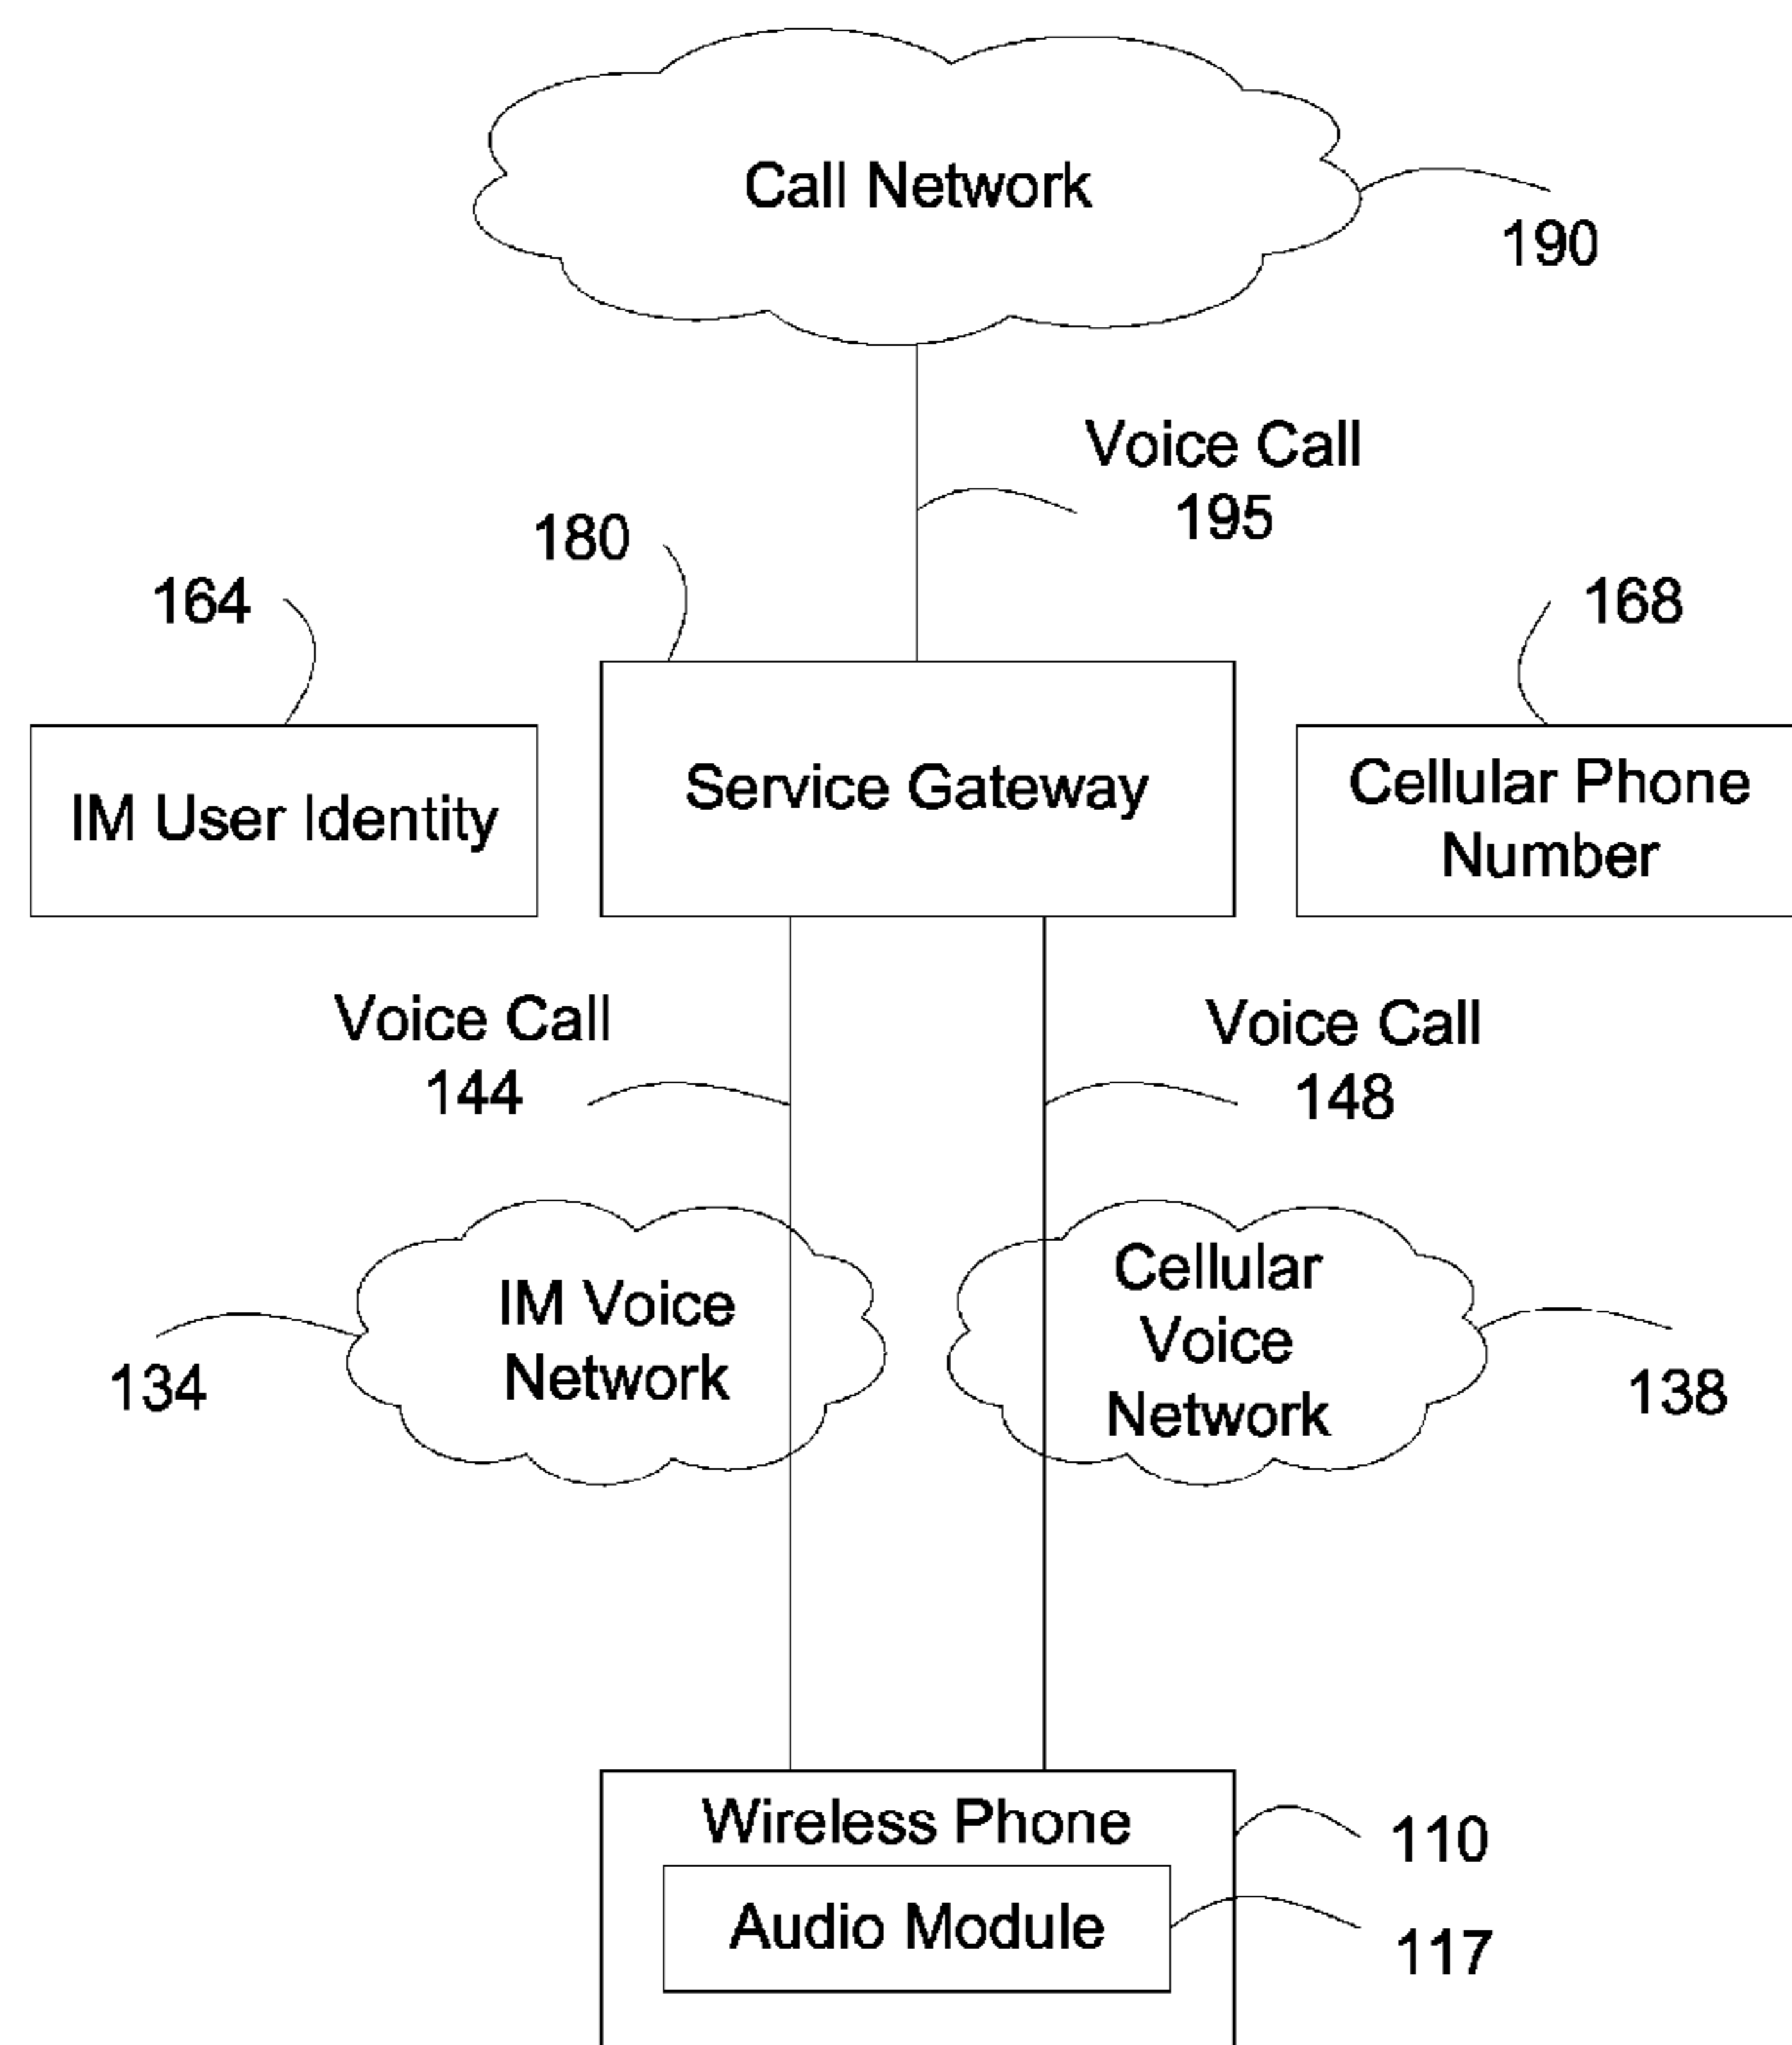 Call Network
190
Voice Call
195
180
164
168
IM User Identity
Service Gateway
Cellular Phone
Number
Voice Call
144
Voice Call
148
IM Voice
Network
134
Cellular
Voice
Network
138
Wireless Phone
110
Audio Module
117